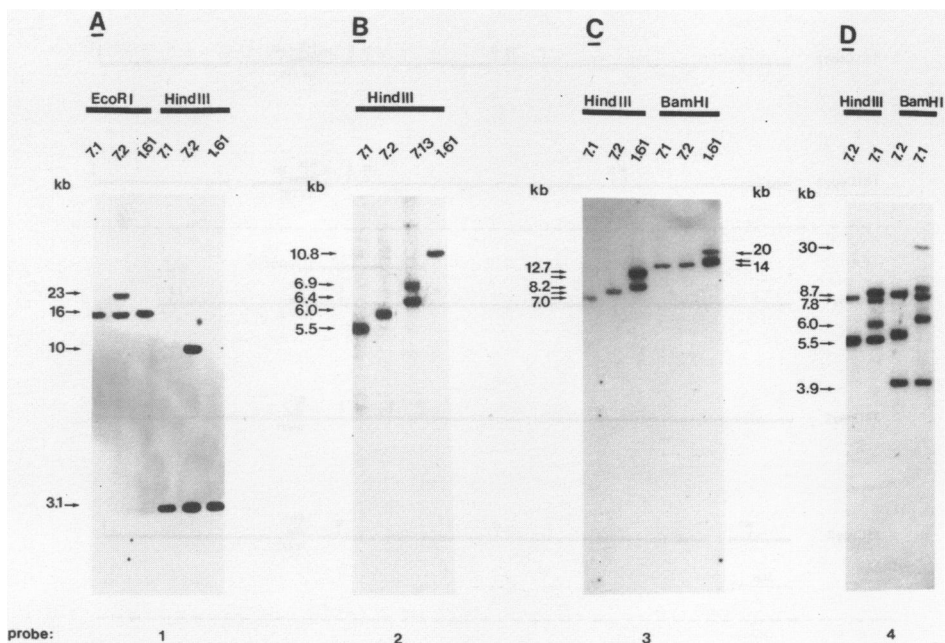 A
B
C
D
EcoRI HindIII
HindIII
HindIII BamHI
HindIII BamHI
7.1 7.2 1.61 7.1 7.2 1.61
7.1 7.2 7.13 1.61
7.1 7.2 1.61 7.1 7.2 1.61
7.2 7.1 7.2 7.1
kb
23
16
10
3.1
kb
10.8
6.9
6.4
6.0
5.5
kb
12.7
8.2
7.0
kb
20
14
kb
30
8.7
7.8
6.0
5.5
3.9
probe: 1 2 3 4